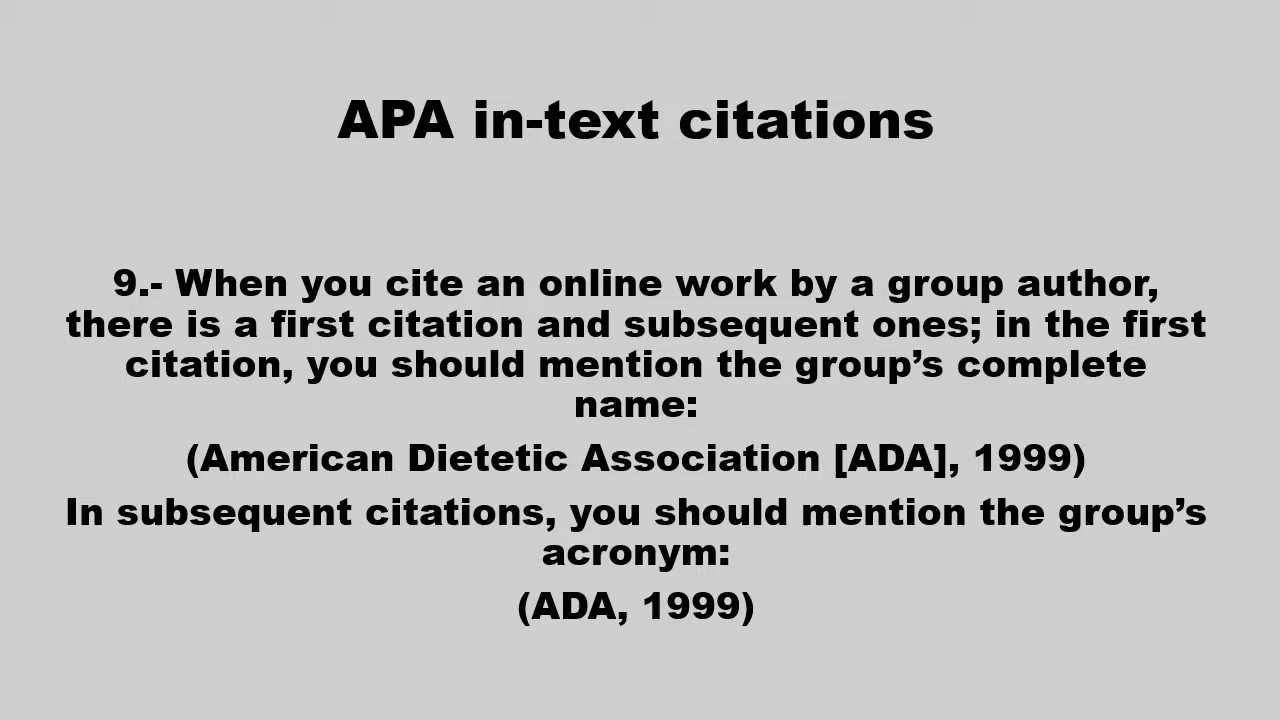 APA in-text citations
9.- When you cite an online work by a group author,
there is a first citation and subsequent ones; in the first
citation, you should mention the group’s complete
name:
(American Dietetic Association [ADA], 1999)
In subsequent citations, you should mention the group’s
acronym:
(ADA, 1999)